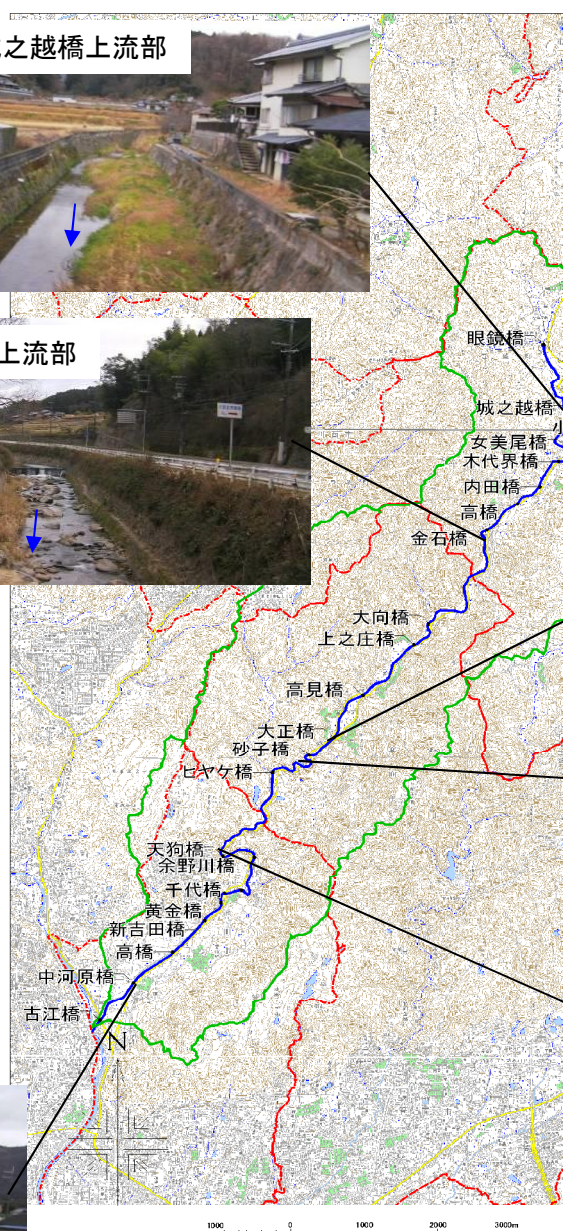 之越橋上流部
上流部
眼鏡橋
城之越橋
女美尾橋
木代界橋
内田橋
高橋
金石橋
大向橋
上之庄橋
高見橋
大正橋
砂子橋
ヒヤケ橋
天狗橋
余野川橋
千代橋
黄金橋
新吉田橋
高橋
中河原橋
古江橋
N
1000 0 1000 2000 3000m